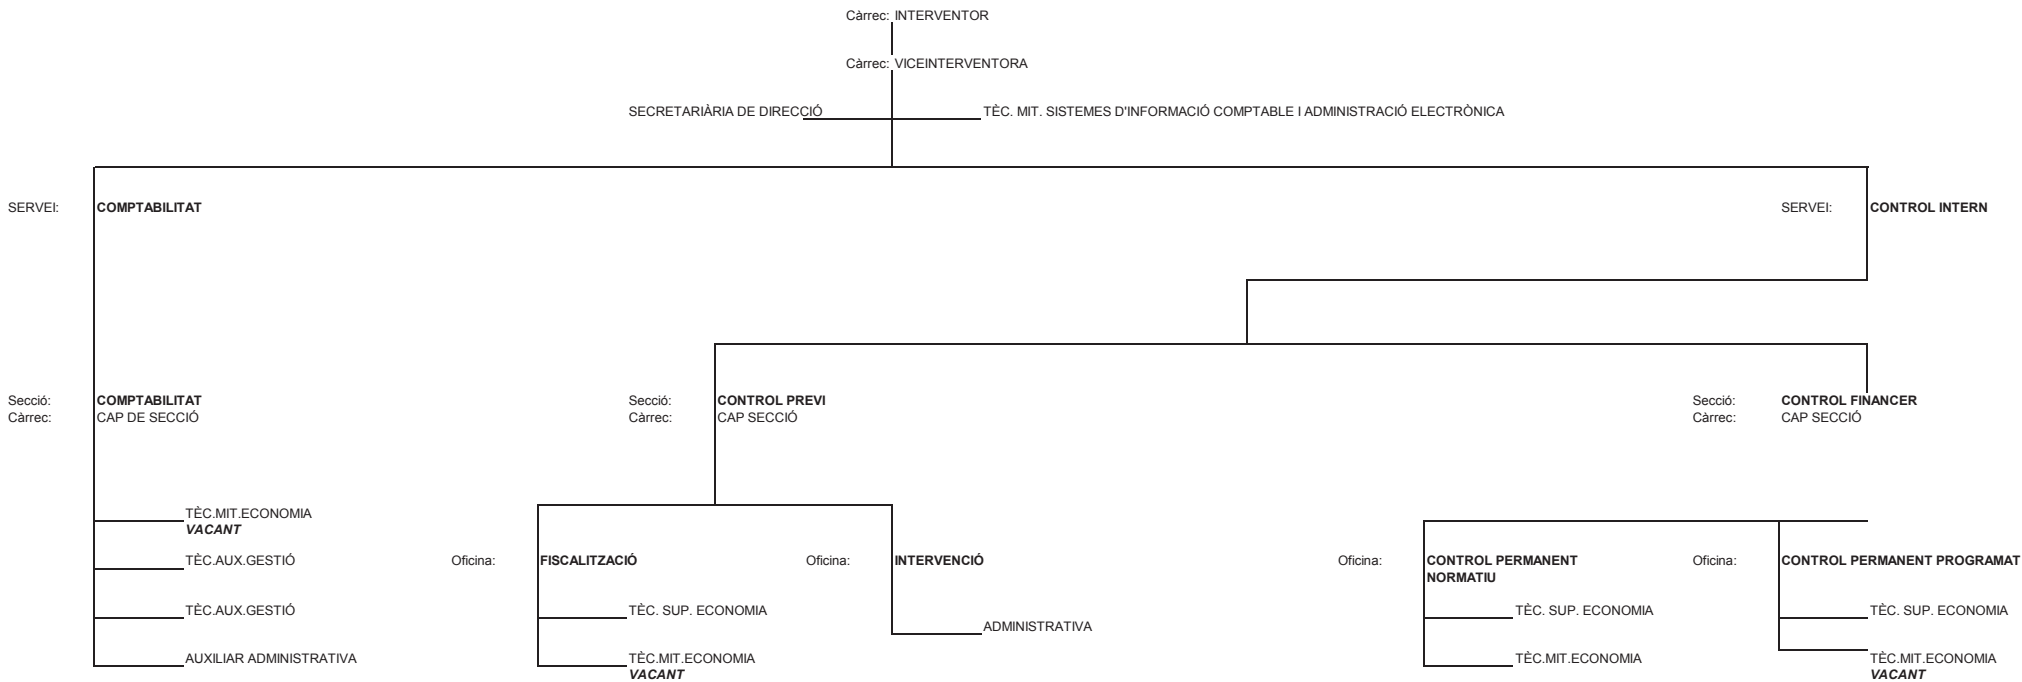 Càrrec: INTERVENTOR
Càrrec: VICEINTERVENTORA
SECRETARIÀRIA DE DIRECCIÓ TÈC. MIT. SISTEMES D'INFORMACIÓ COMPTABLE I ADMINISTRACIÓ ELECTRÒNICA
SERVEI: COMPTABILITAT SERVEI: CONTROL INTERN
Secció: COMPTABILITAT Secció: CONTROL PREVI Secció: CONTROL FINANCER
Càrrec: CAP DE SECCIÓ Càrrec: CAP SECCIÓ Càrrec: CAP SECCIÓ
TÈC.MIT.ECONOMIA
VACANT
TÈC.AUX.GESTIÓ Oficina: FISCALITZACIÓ Oficina: INTERVENCIÓ Oficina: CONTROL PERMANENT Oficina: CONTROL PERMANENT PROGRAMAT
NORMATIU
TÈC.AUX.GESTIÓ TÈC. SUP. ECONOMIA TÈC. SUP. ECONOMIA TÈC. SUP. ECONOMIA
ADMINISTRATIVA
AUXILIAR ADMINISTRATIVA TÈC.MIT.ECONOMIA TÈC.MIT.ECONOMIA TÈC.MIT.ECONOMIA
VACANT VACANT